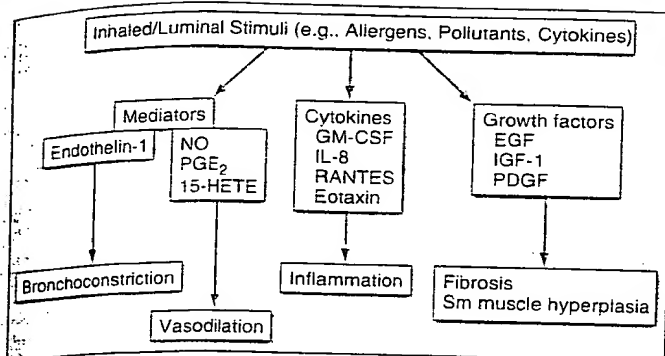 Inhaled/Luminal Stimuli (e.g., Allergens, Pollutants, Cytokines)
Mediators
Endothelin-1
NO
PGE₂
15-HETE
Cytokines
GM-CSF
IL-8
RANTES
Eotaxin
Growth factors
EGF
IGF-1
PDGF
Bronchoconstriction
Vasodilation
Inflammation
Fibrosis
Sm muscle hyperplasia